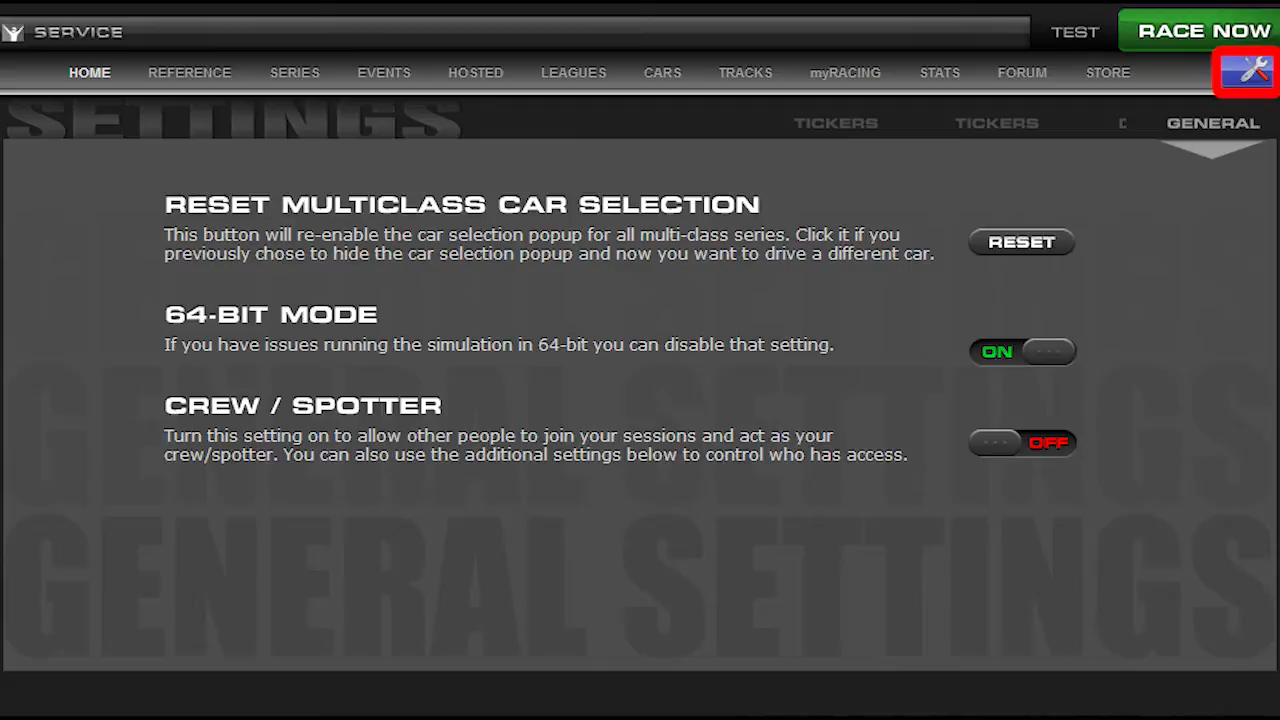 SERVICE
TEST
RACE NOW
HOME REFERENCE SERIES EVENTS HOSTED LEAGUES CARS TRACKS myRACING STATS FORUM STORE
SETTINGS
TICKERS TICKERS D GENERAL
RESET MULTICLASS CAR SELECTION
This button will re-enable the car selection popup for all multi-class series. Click it if you
previously chose to hide the car selection popup and now you want to drive a different car.
RESET
64-BIT MODE
If you have issues running the simulation in 64-bit you can disable that setting.
ON
CREW / SPOTTER
Turn this setting on to allow other people to join your sessions and act as your
crew/spotter. You can also use the additional settings below to control who has access.
OFF
GENERAL SETTINGS
GENERAL SETTINGS